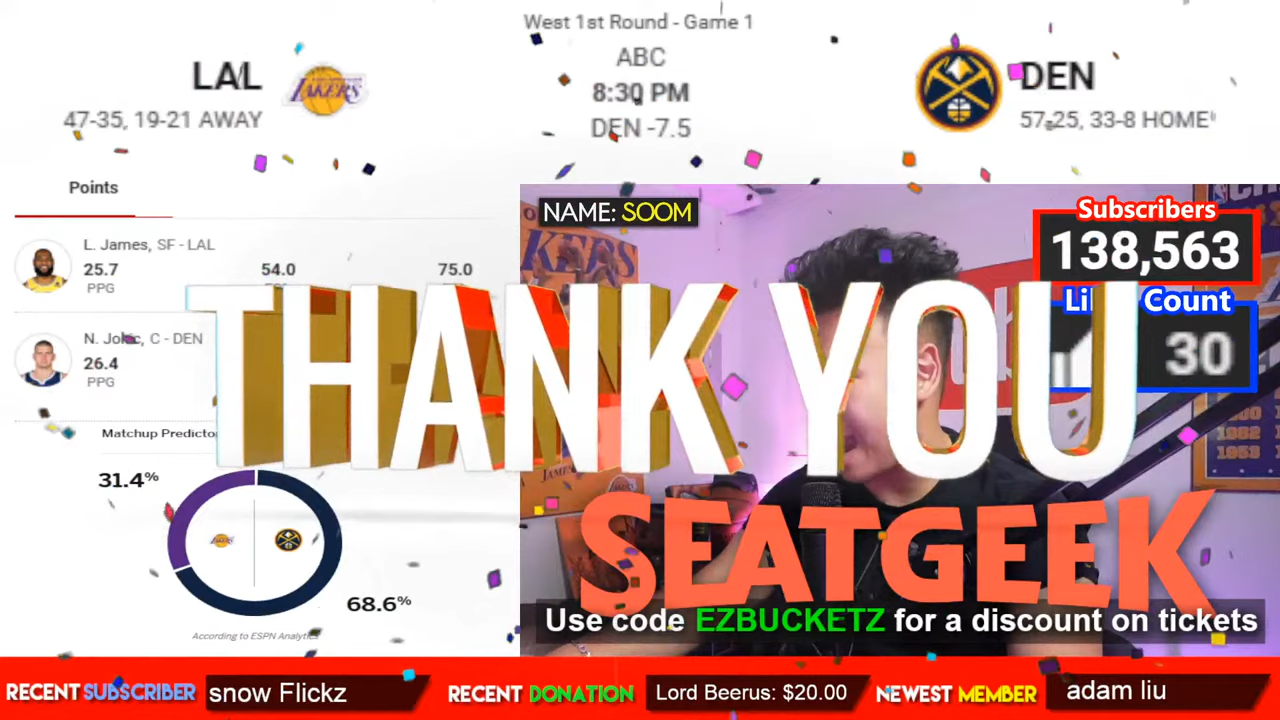 West 1st Round - Game 1
LAL
LAKERS
ABC
DEN
47-35, 19-21 AWAY
8:30 PM
57-25, 33-8 HOME
DEN -7.5
Points
NAME: SOOM
Subscribers
138,563
L. James, SF - LAL
25.7
54.0
75.0
PPG
THANK YOU
Count
30
N. Jokic, C - DEN
26.4
PPG
Matchup Predictor
31.4%
68.6%
According to ESPN Analytics
SEATGEEK
Use code EZBUCKETZ for a discount on tickets
RECENT SUBSCRIBER
snow Flickz
RECENT DONATION
Lord Beerus: $20.00
NEWEST MEMBER
adam liu